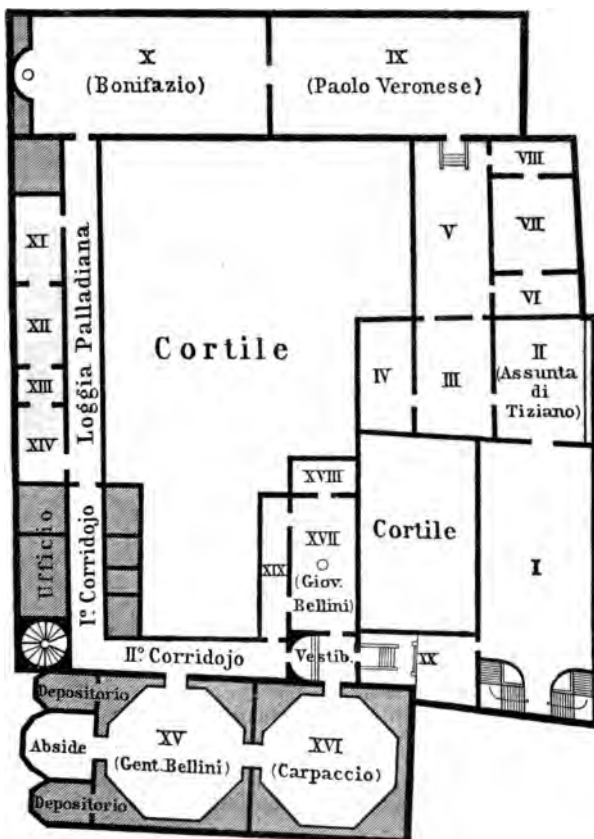 X
(Bonifazio)
IX
(Paolo Veronese)
VIII
VII
V
VI
XI
Loggia Palladiana
XII
Cortile
IV
III
II
(Assunta
di
Tiziano)
XIII
XIV
XVIII
Cortile
Ufficio
I.º Corridojo
XIX
XVII
(Giov.
Bellini)
I
II.º Corridojo
Vestib.
XX
Depositorio
Abside
XV
(Gent. Bellini)
XVI
(Carpaccio)
Depositorio